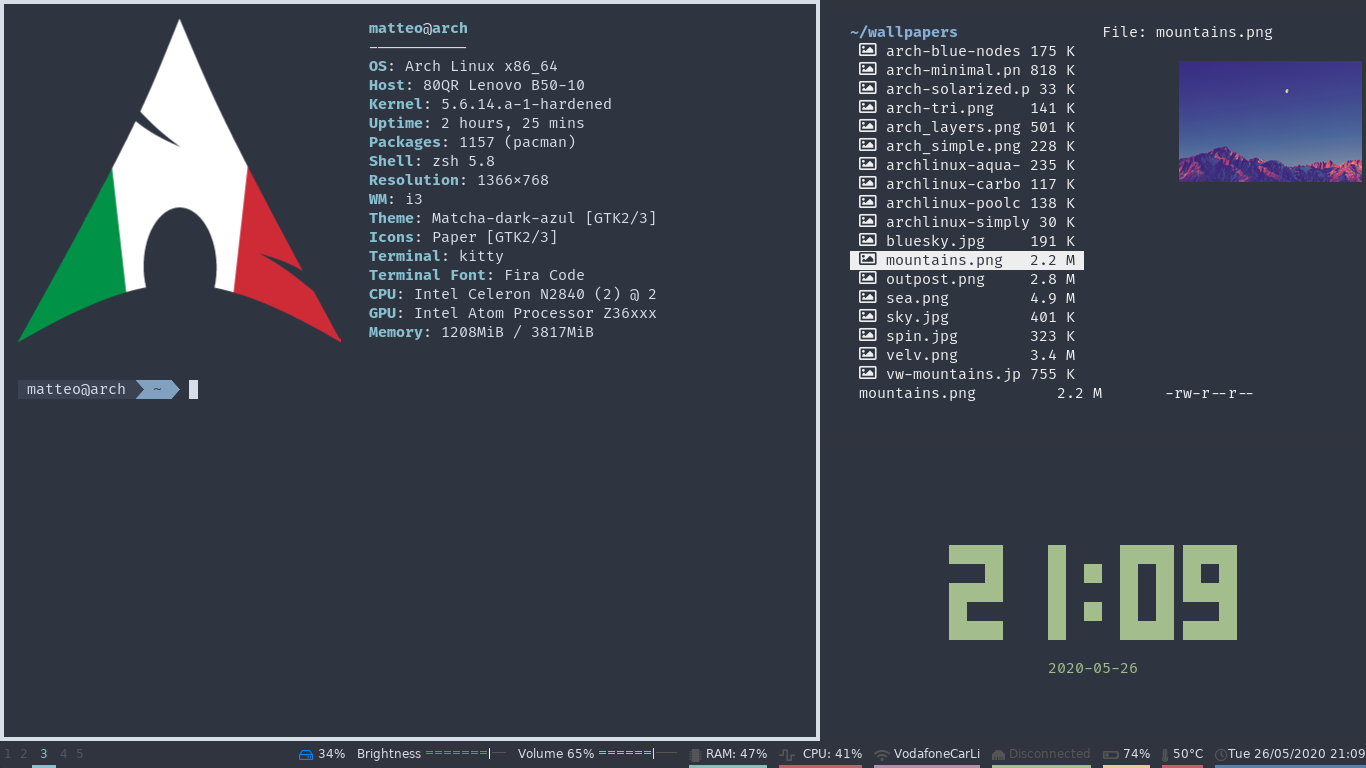 matteo@arch
-----------
OS: Arch Linux x86_64
Host: 80QR Lenovo B50-10
Kernel: 5.6.14.a-1-hardened
Uptime: 2 hours, 25 mins
Packages: 1157 (pacman)
Shell: zsh 5.8
Resolution: 1366×768
WM: i3
Theme: Matcha-dark-azul [GTK2/3]
Icons: Paper [GTK2/3]
Terminal: kitty
Terminal Font: Fira Code
CPU: Intel Celeron N2840 (2) @ 2
GPU: Intel Atom Processor Z36xxx
Memory: 1208MiB / 3817MiB
matteo@arch ~
~/wallpapers File: mountains.png
arch-blue-nodes 175 K
arch-minimal.pn 818 K
arch-solarized.p 33 K
arch-tri.png 141 K
arch_layers.png 501 K
arch_simple.png 228 K
archlinux-aqua- 235 K
archlinux-carbo 117 K
archlinux-poolc 138 K
archlinux-simply 30 K
bluesky.jpg 191 K
mountains.png 2.2 M
outpost.png 2.8 M
sea.png 4.9 M
sky.jpg 401 K
spin.jpg 323 K
velv.png 3.4 M
vw-mountains.jp 755 K
mountains.png 2.2 M -rw-r--r--
21:09
2020-05-26
1 2 3 4 5 34% Brightness =======|-- Volume 65% ======|--- RAM: 47% CPU: 41% VodafoneCarLi Disconnected 74% 50°C Tue 26/05/2020 21:09